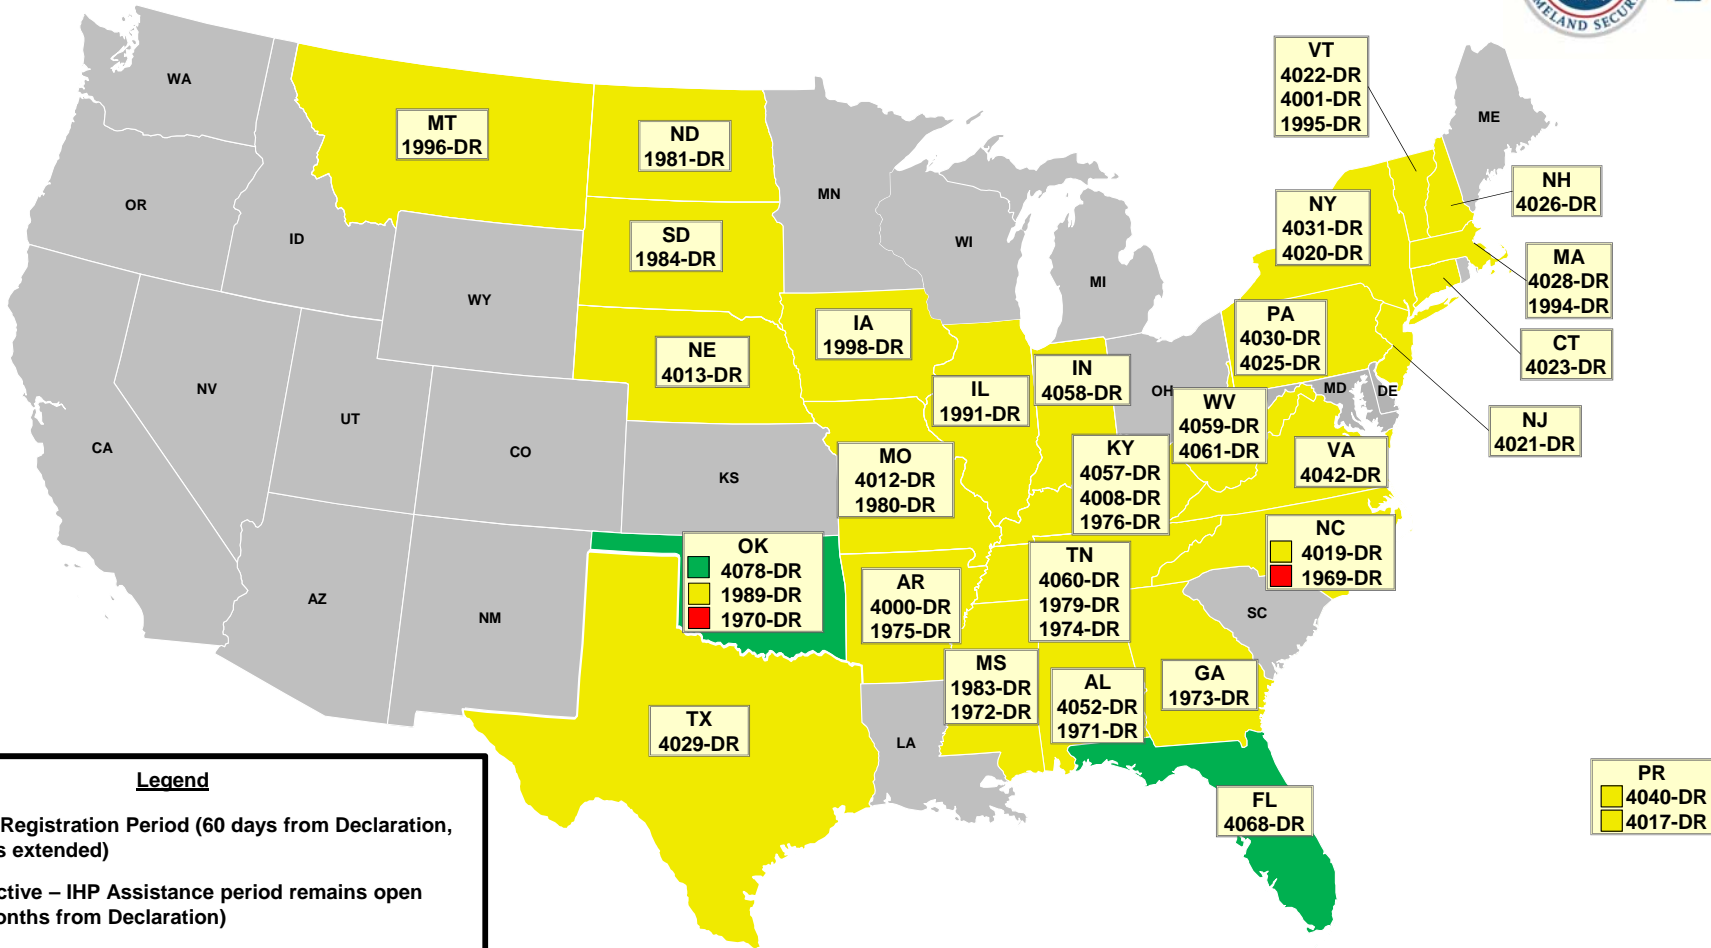 MELAND SECUR
WA
MT
1996-DR
ND
1981-DR
MN
VT
4022-DR
4001-DR
1995-DR
ME
OR
ID
SD
1984-DR
WI
MI
NY
4031-DR
4020-DR
NH
4026-DR
WY
NE
4013-DR
IA
1998-DR
MA
4028-DR
1994-DR
PA
4030-DR
4025-DR
CT
4023-DR
NV
UT
CO
CA
IL
1991-DR
IN
4058-DR
OH
MD
DE
WV
4059-DR
4061-DR
NJ
4021-DR
KS
MO
4012-DR
1980-DR
KY
4057-DR
4008-DR
1976-DR
VA
4042-DR
AZ
NM
OK
4078-DR
1989-DR
1970-DR
AR
4000-DR
1975-DR
TN
4060-DR
1979-DR
1974-DR
NC
4019-DR
1969-DR
SC
TX
4029-DR
LA
MS
1983-DR
1972-DR
AL
4052-DR
1971-DR
GA
1973-DR
FL
4068-DR
PR
4040-DR
4017-DR
Legend
Registration Period (60 days from Declaration,
s extended)
ctive – IHP Assistance period remains open
onths from Declaration)